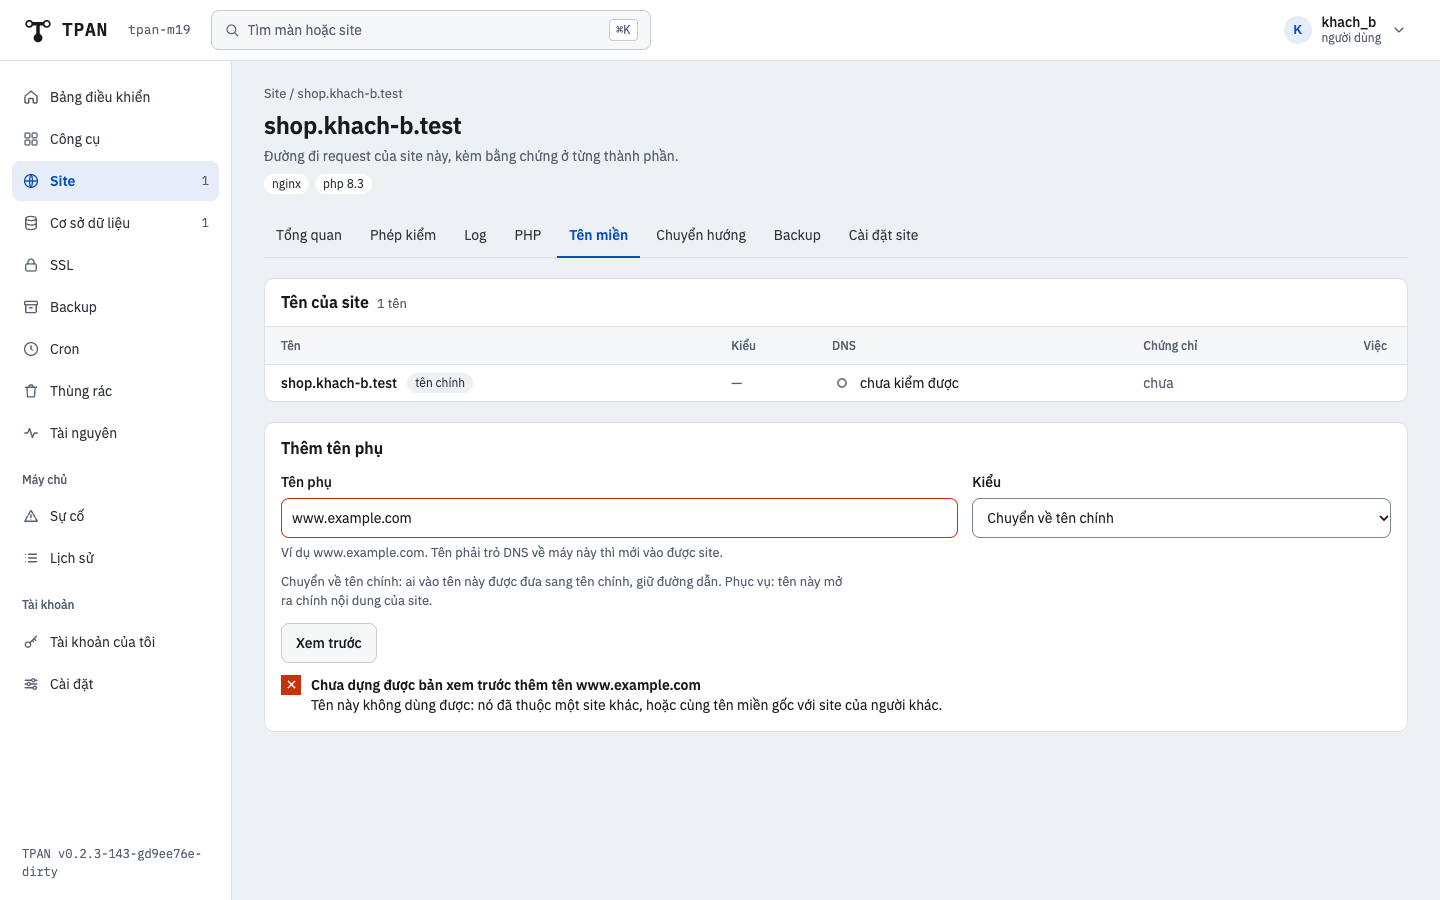 TPAN
tpan-m19
Tìm màn hoặc site
⌘K
K
khach_b
người dùng
Bảng điều khiển
Công cụ
Site 1
Cơ sở dữ liệu 1
SSL
Backup
Cron
Thùng rác
Tài nguyên
Máy chủ
Sự cố
Lịch sử
Tài khoản
Tài khoản của tôi
Cài đặt
TPAN v0.2.3-143-gd9ee76e-
dirty
Site / shop.khach-b.test
shop.khach-b.test
Đường đi request của site này, kèm bằng chứng ở từng thành phần.
nginx php 8.3
Tổng quan Phép kiểm Log PHP Tên miền Chuyển hướng Backup Cài đặt site
Tên của site 1 tên
Tên Kiểu DNS Chứng chỉ Việc
shop.khach-b.test tên chính — chưa kiểm được chưa
Thêm tên phụ
Tên phụ Kiểu
www.example.com Chuyển về tên chính
Ví dụ www.example.com. Tên phải trỏ DNS về máy này thì mới vào được site.
Chuyển về tên chính: ai vào tên này được đưa sang tên chính, giữ đường dẫn. Phục vụ: tên này mở
ra chính nội dung của site.
Xem trước
Chưa dựng được bản xem trước thêm tên www.example.com
Tên này không dùng được: nó đã thuộc một site khác, hoặc cùng tên miền gốc với site của người khác.